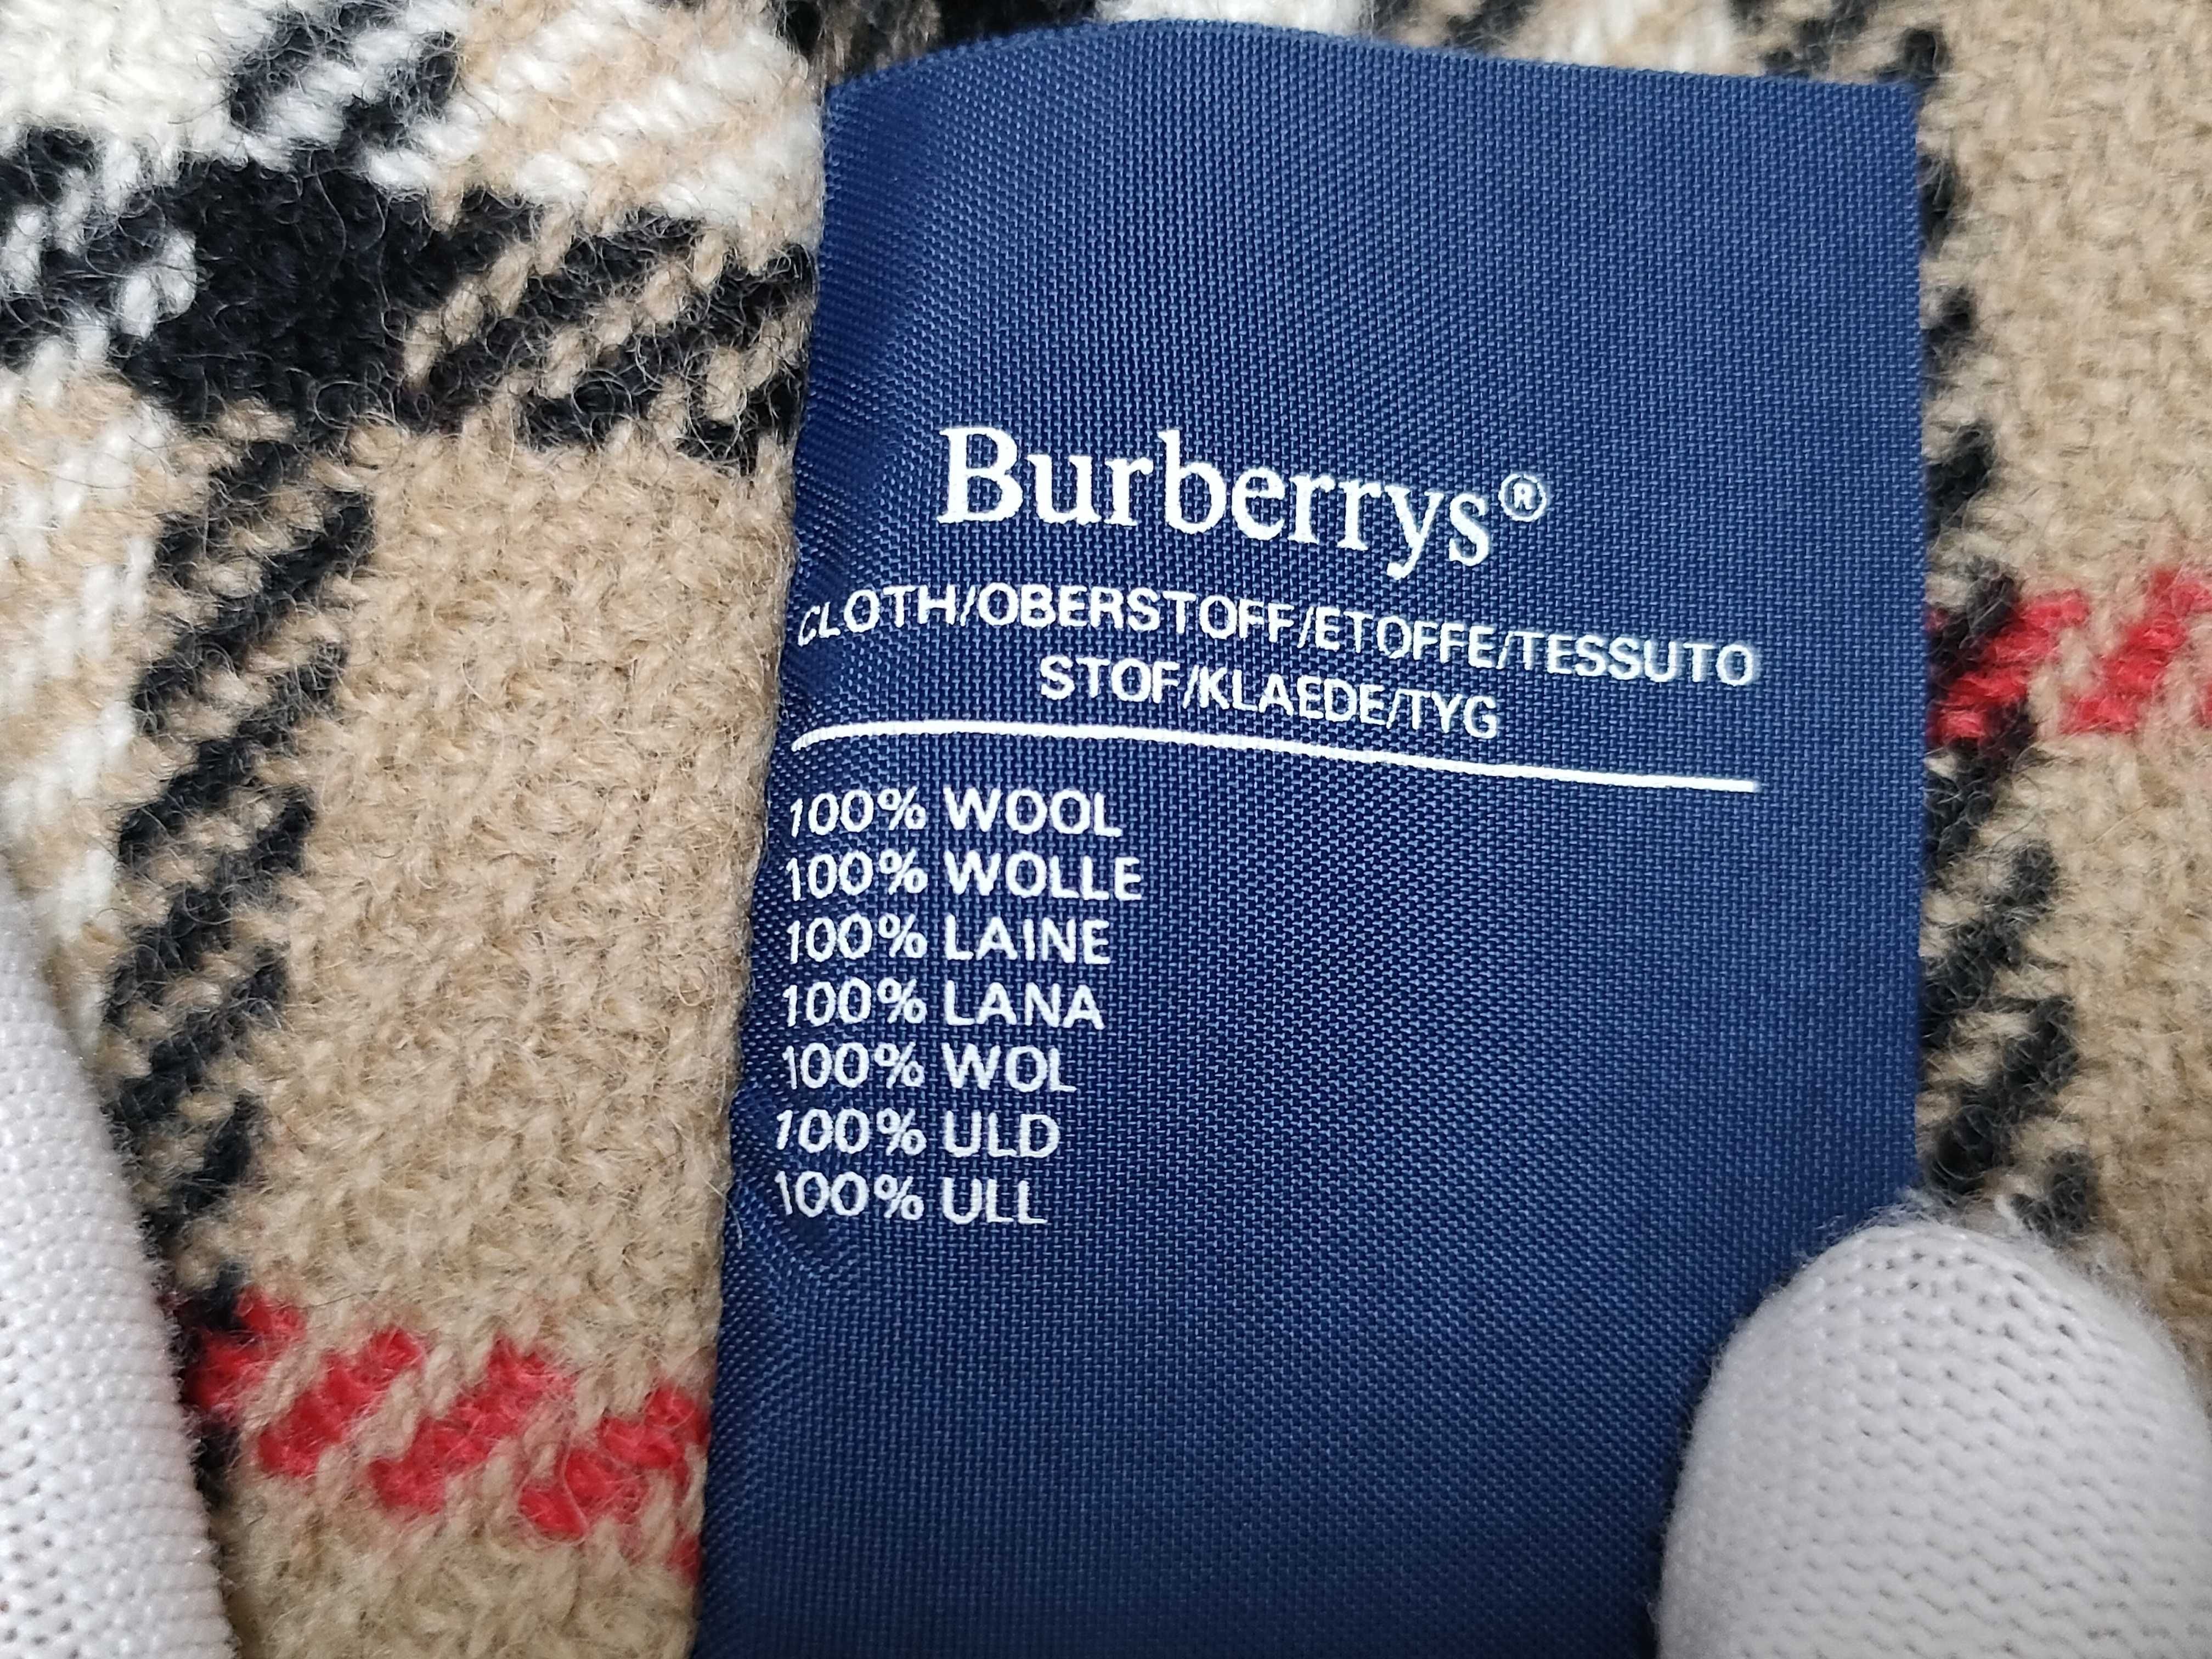 Burberrys®
CLOTH/OBERSTOFF/ETOFFE/TESSUTO
STOF/KLAEDE/TYG
100% WOOL
100% WOLLE
100% LAINE
100% LANA
100% WOL
100% ULD
100% ULL